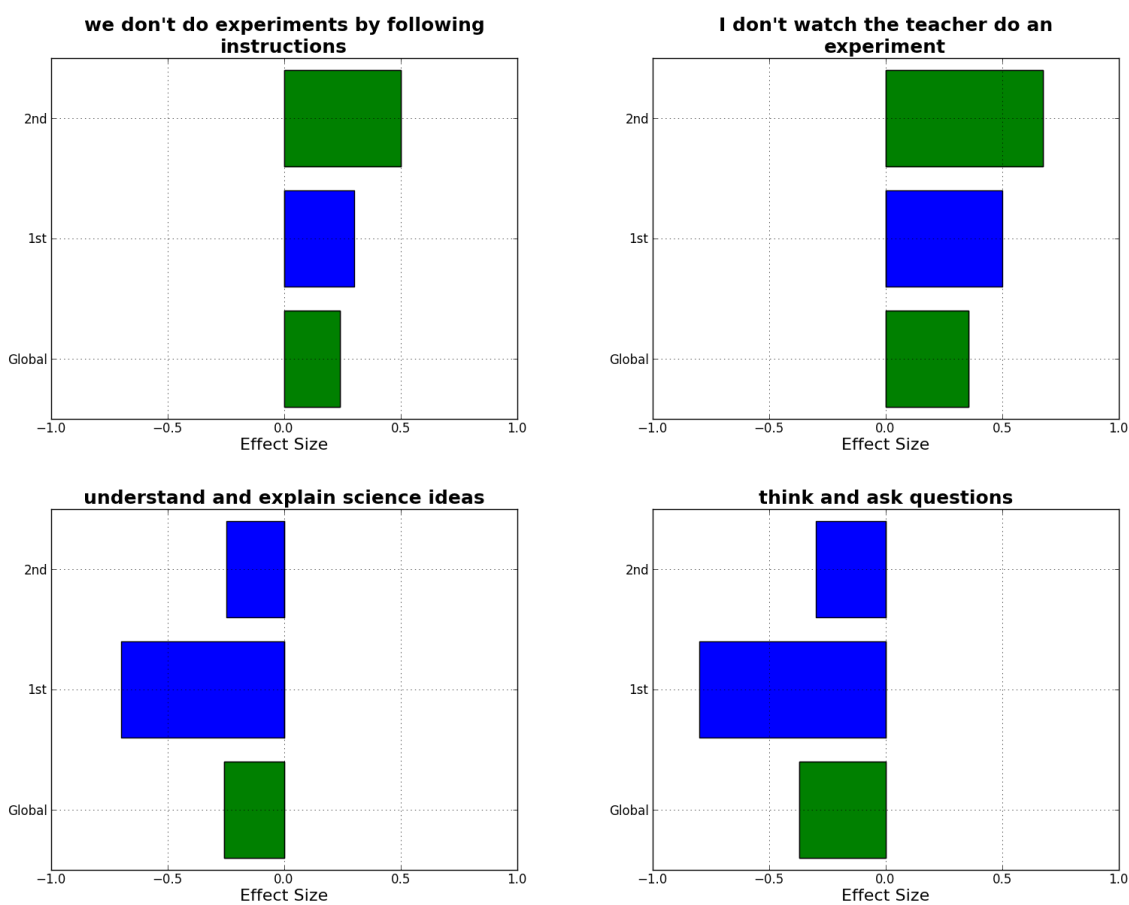 we don't do experiments by following
instructions
2nd
1st
Global
−1.0 −0.5 0.0 0.5 1.0
Effect Size
I don't watch the teacher do an
experiment
2nd
1st
Global
−1.0 −0.5 0.0 0.5 1.0
Effect Size
understand and explain science ideas
2nd
1st
Global
−1.0 −0.5 0.0 0.5 1.0
Effect Size
think and ask questions
2nd
1st
Global
−1.0 −0.5 0.0 0.5 1.0
Effect Size